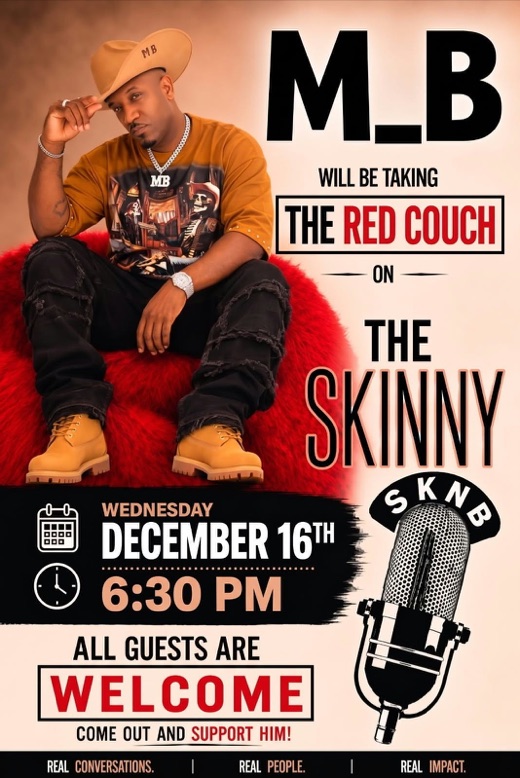 MB
MB
M_B
WILL BE TAKING
THE RED COUCH
ON
THE
SKINNY
SKNB
WEDNESDAY
DECEMBER 16TH
6:30 PM
ALL GUESTS ARE
WELCOME
COME OUT AND SUPPORT HIM!
REAL CONVERSATIONS. | REAL PEOPLE. | REAL IMPACT.